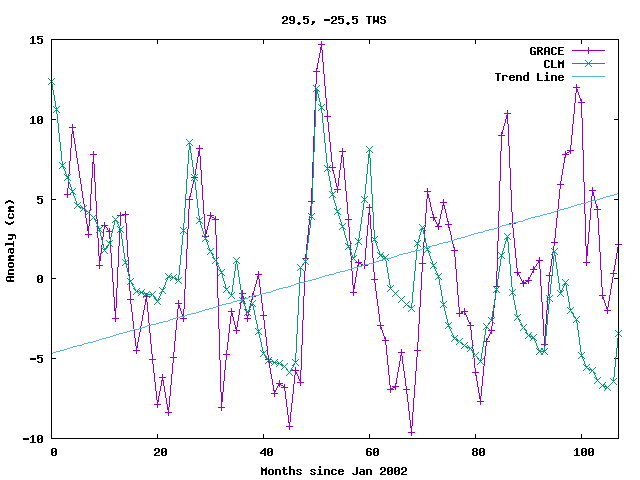 29.5, -25.5 TWS
GRACE
CLM
Trend Line
15
10
5
0
-5
-10
Anomaly (cm)
0 20 40 60 80 100
Months since Jan 2002